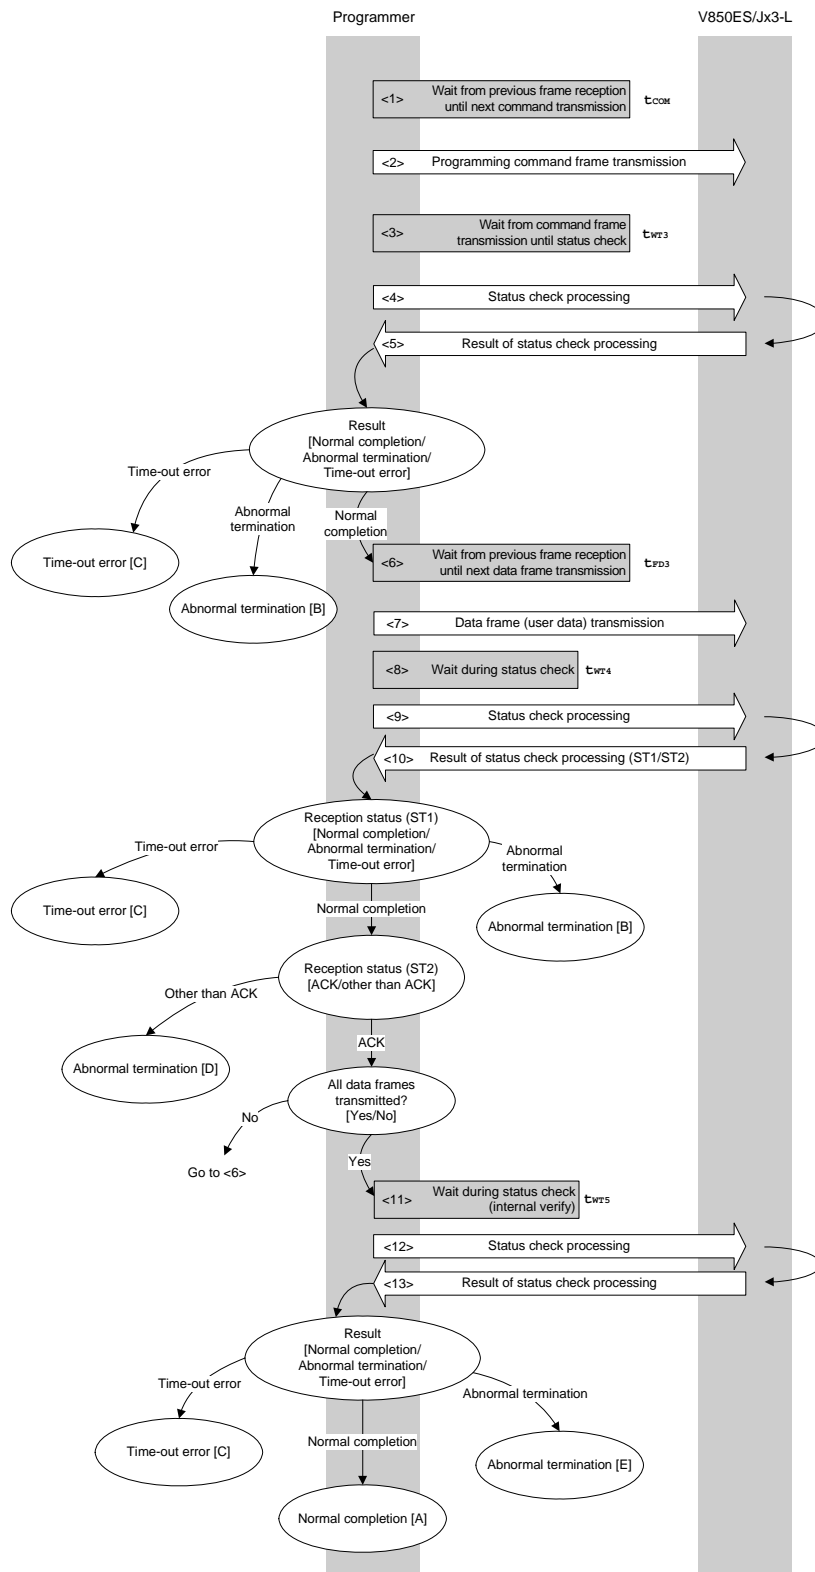 Programmer
V850ES/Jx3-L
<1> Wait from previous frame reception
until next command transmission
tCOM
<2> Programming command frame transmission
<3> Wait from command frame
transmission until status check
tWT3
<4> Status check processing
<5> Result of status check processing
Result
[Normal completion/
Abnormal termination/
Time-out error]
Time-out error
Abnormal
termination
Normal
completion
Time-out error [C]
Abnormal termination [B]
<6> Wait from previous frame reception
until next data frame transmission
tFD3
<7> Data frame (user data) transmission
<8> Wait during status check
tWT4
<9> Status check processing
<10> Result of status check processing (ST1/ST2)
Reception status (ST1)
[Normal completion/
Abnormal termination/
Time-out error]
Time-out error
Abnormal
termination
Time-out error [C]
Normal completion
Abnormal termination [B]
Reception status (ST2)
[ACK/other than ACK]
Other than ACK
ACK
Abnormal termination [D]
All data frames
transmitted?
[Yes/No]
No
Go to <6>
Yes
<11> Wait during status check
(internal verify)
tWT5
<12> Status check processing
<13> Result of status check processing
Result
[Normal completion/
Abnormal termination/
Time-out error]
Time-out error
Abnormal termination
Time-out error [C]
Normal completion
Abnormal termination [E]
Normal completion [A]